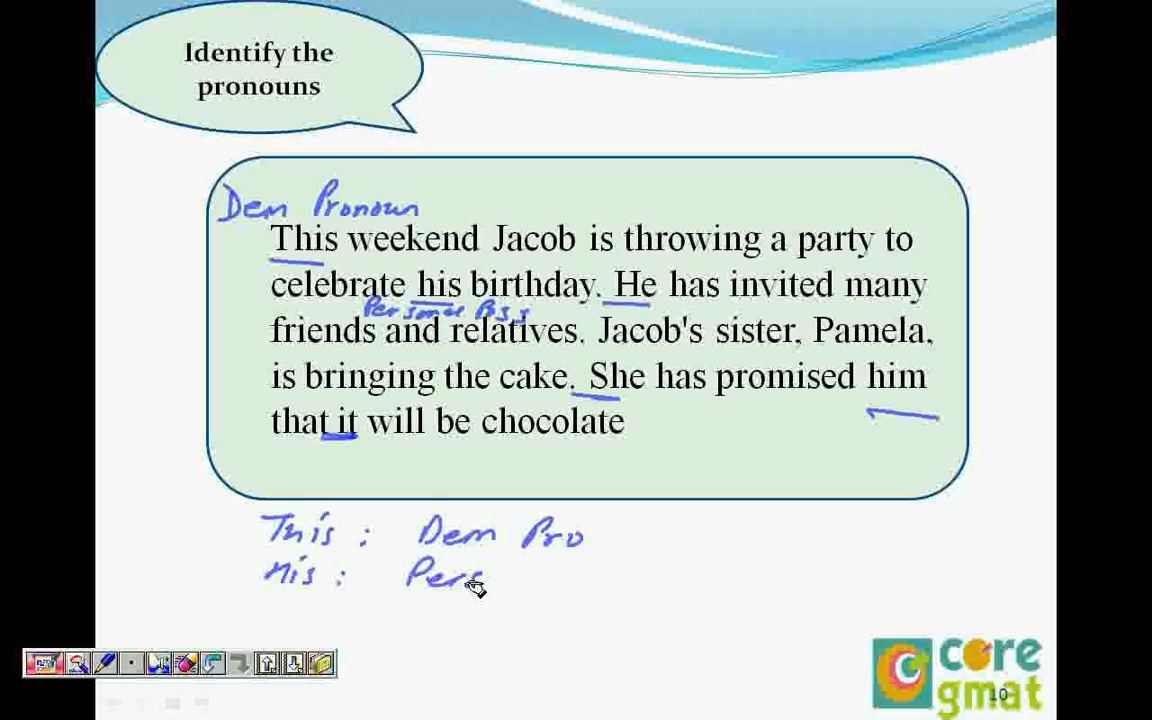 Identify the
pronouns
Dem Pronoun
This weekend Jacob is throwing a party to
celebrate his birthday. He has invited many
Personal Poss
friends and relatives. Jacob's sister, Pamela,
is bringing the cake. She has promised him
that it will be chocolate
This : Dem Pro
His : Pers
core
gmat
10